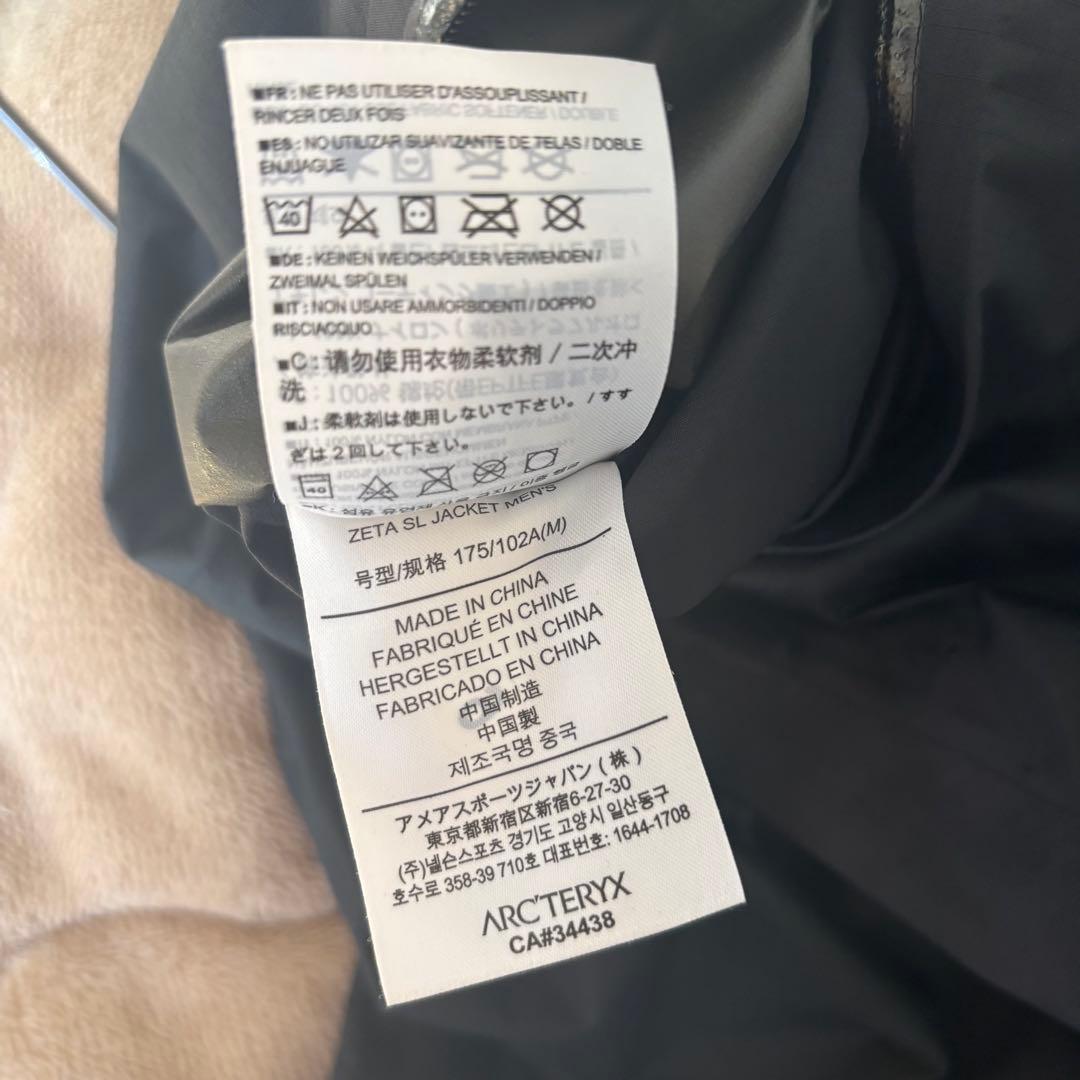 ■FR : NE PAS UTILISER D'ASSOUPLISSANT /
RINCER DEUX FOIS
■ES : NO UTILIZAR SUAVIZANTE DE TELAS / DOBLE
ENJUAGUE
40
■DE : KEINEN WEICHSPÜLER VERWENDEN /
ZWEIMAL SPÜLEN
■IT : NON USARE AMMORBIDENTI / DOPPIO
RISCIACQUO
■C : 请勿使用衣物柔软剂 / 二次冲
洗
■J : 柔軟剤は使用しないで下さい。/ すす
ぎは2回して下さい。
40
ZETA SL JACKET MEN'S
号型/规格 175/102A(M)
MADE IN CHINA
FABRIQUÉ EN CHINE
HERGESTELLT IN CHINA
FABRICADO EN CHINA
中国制造
中国製
제조국명 중국
アメアスポーツジャパン ( 株 )
東京都新宿区新宿6-27-30
(주)넬슨스포츠 경기도 고양시 일산동구
호수로 358-39 710호 대표번호: 1644-1708
ARC'TERYX
CA#34438